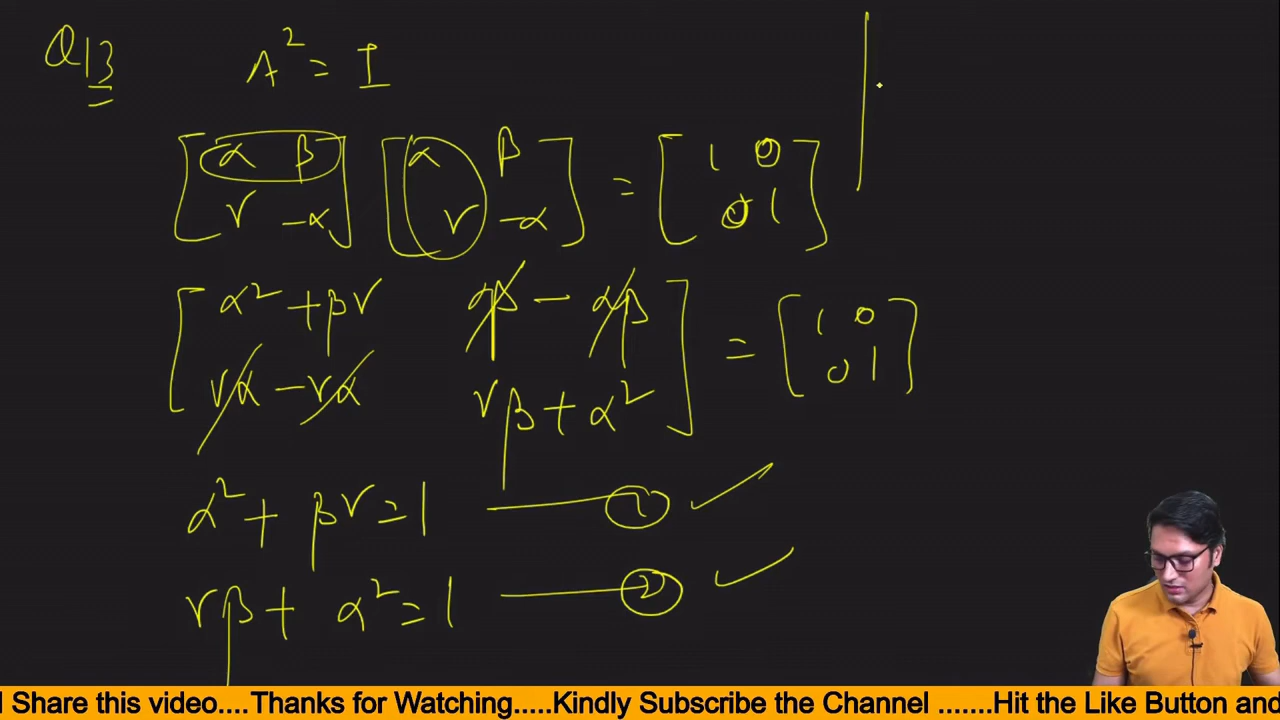 Q13
A² = I
[α β] [α β] = [1 0]
[γ -α] [γ -α] [0 1]
[α² + βγ αβ - αβ] = [1 0]
[γα - γα γβ + α²] [0 1]
α² + βγ = 1 ——— ①
γβ + α² = 1 ——— ②
Share this video....Thanks for Watching.....Kindly Subscribe the Channel .......Hit the Like Button and